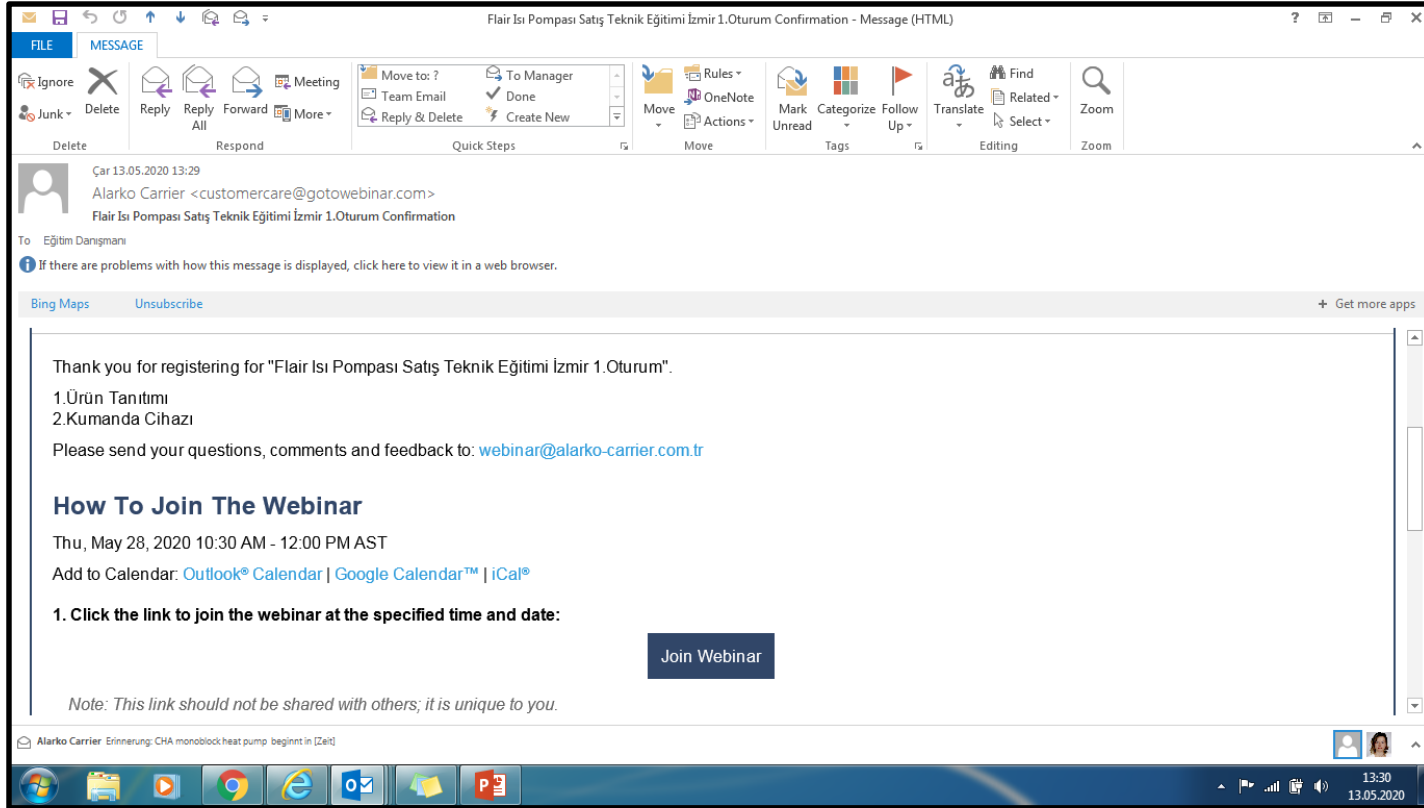 Flair Isı Pompası Satış Teknik Eğitimi İzmir 1.Oturum Confirmation - Message (HTML)
FILE MESSAGE
Ignore
Junk
Delete
Reply
Reply All
Forward
Meeting
More
Move to: ?
Team Email
Reply & Delete
To Manager
Done
Create New
Move
Rules
OneNote
Actions
Mark Unread
Categorize
Follow Up
Translate
Find
Related
Select
Zoom
Delete Respond Quick Steps Move Tags Editing Zoom
Çar 13.05.2020 13:29
Alarko Carrier <customercare@gotowebinar.com>
Flair Isı Pompası Satış Teknik Eğitimi İzmir 1.Oturum Confirmation
To Eğitim Danışmanı
If there are problems with how this message is displayed, click here to view it in a web browser.
Bing Maps Unsubscribe + Get more apps
Thank you for registering for "Flair Isı Pompası Satış Teknik Eğitimi İzmir 1.Oturum".
1.Ürün Tanıtımı
2.Kumanda Cihazı
Please send your questions, comments and feedback to: webinar@alarko-carrier.com.tr
How To Join The Webinar
Thu, May 28, 2020 10:30 AM - 12:00 PM AST
Add to Calendar: Outlook® Calendar | Google Calendar™ | iCal®
1. Click the link to join the webinar at the specified time and date:
Join Webinar
Note: This link should not be shared with others; it is unique to you.
Alarko Carrier Erinnerung: CHA monoblock heat pump beginnt in [Zeit]
13:30
13.05.2020